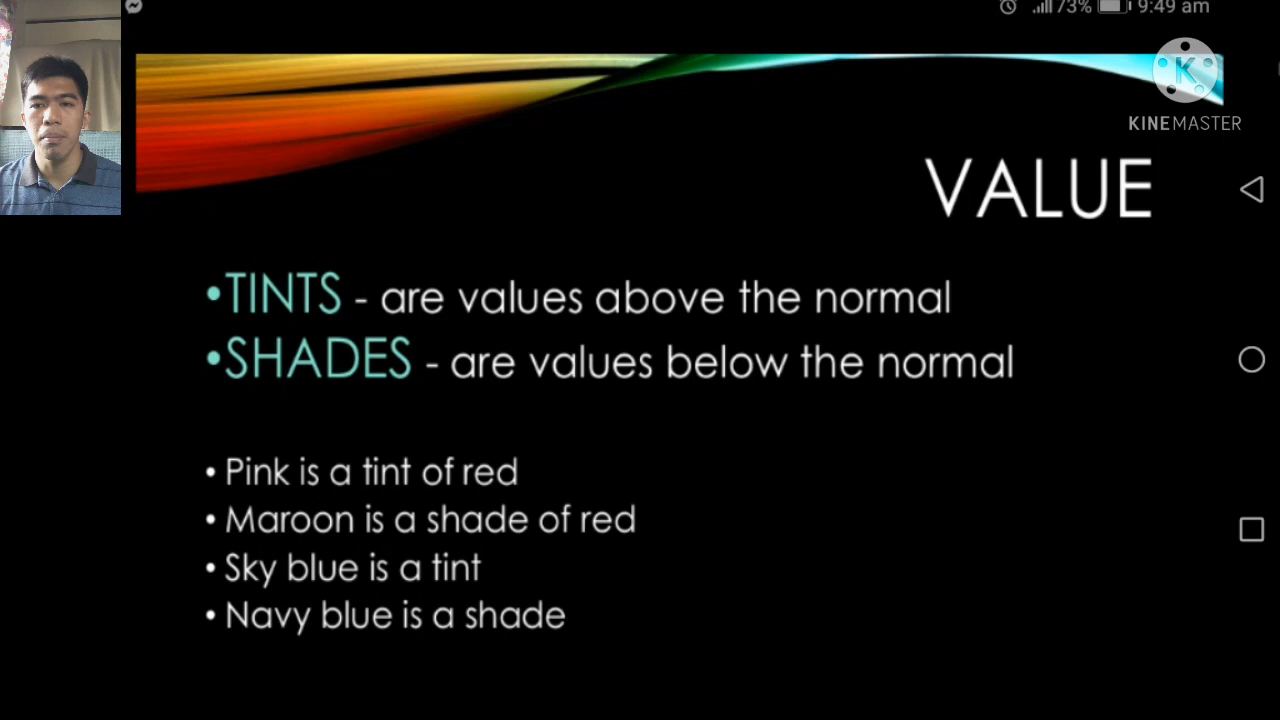 73% 9:49 am
K
KINEMASTER
VALUE
•TINTS - are values above the normal
•SHADES - are values below the normal
• Pink is a tint of red
• Maroon is a shade of red
• Sky blue is a tint
• Navy blue is a shade